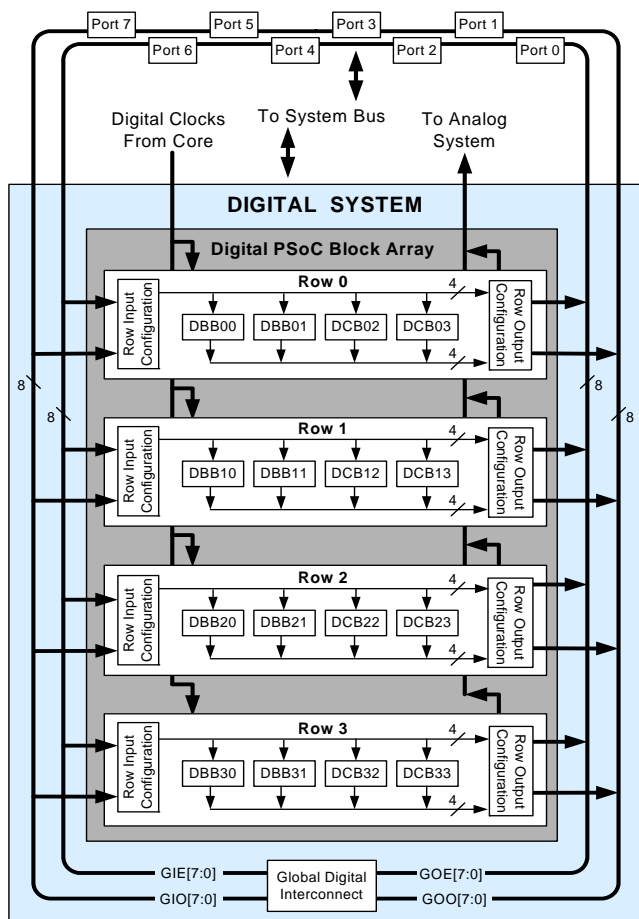 Port 7
Port 5
Port 3
Port 1
Port 6
Port 4
Port 2
Port 0
Digital Clocks
From Core
To System Bus
To Analog
System
DIGITAL SYSTEM
Digital PSoC Block Array
Row 0
4
Row Input
Configuration
DBB00
DBB01
DCB02
DCB03
4
Row Output
Configuration
8
8
8
8
Row 1
4
Row Input
Configuration
DBB10
DBB11
DCB12
DCB13
4
Row Output
Configuration
Row 2
4
Row Input
Configuration
DBB20
DBB21
DCB22
DCB23
4
Row Output
Configuration
Row 3
4
Row Input
Configuration
DBB30
DBB31
DCB32
DCB33
4
Row Output
Configuration
GIE[7:0]
GIO[7:0]
Global Digital
Interconnect
GOE[7:0]
GOO[7:0]